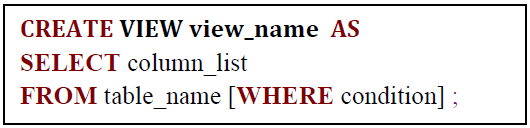 CREATE VIEW view_name AS
SELECT column_list
FROM table_name [WHERE condition] ;